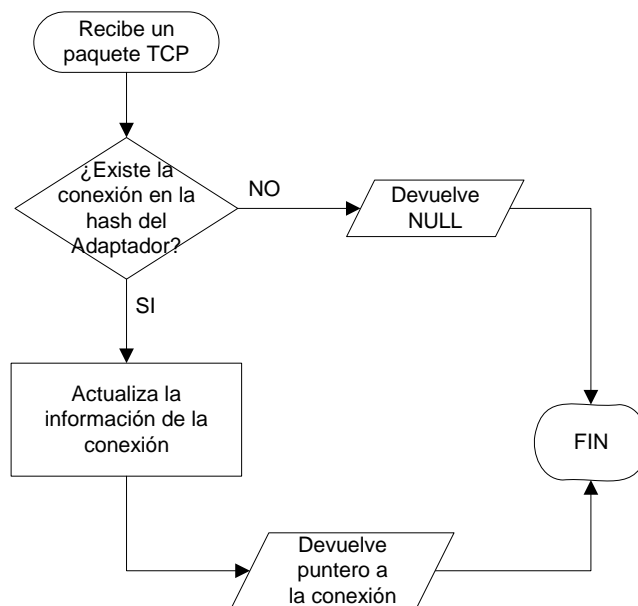 Recibe un
paquete TCP
¿Existe la
conexión en la
hash del
Adaptador?
NO
Devuelve
NULL
SI
Actualiza la
información de la
conexión
FIN
Devuelve
puntero a
la conexión